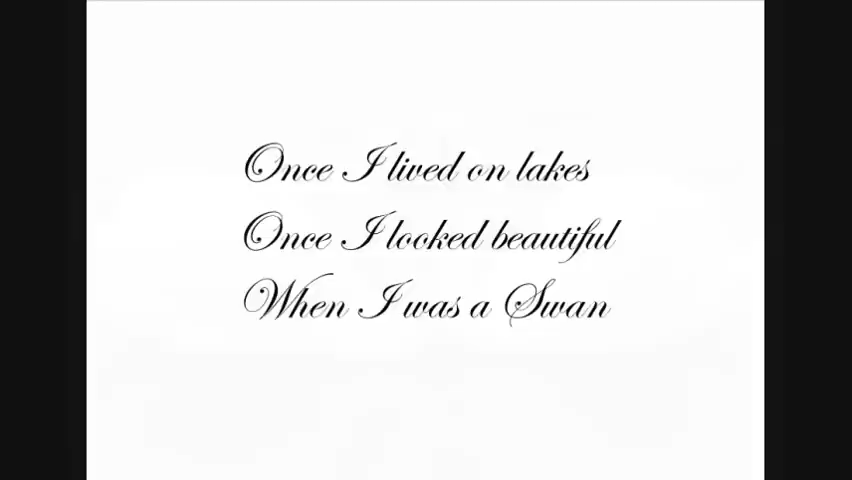 Once I lived on lakes
Once I looked beautiful
When I was a Swan